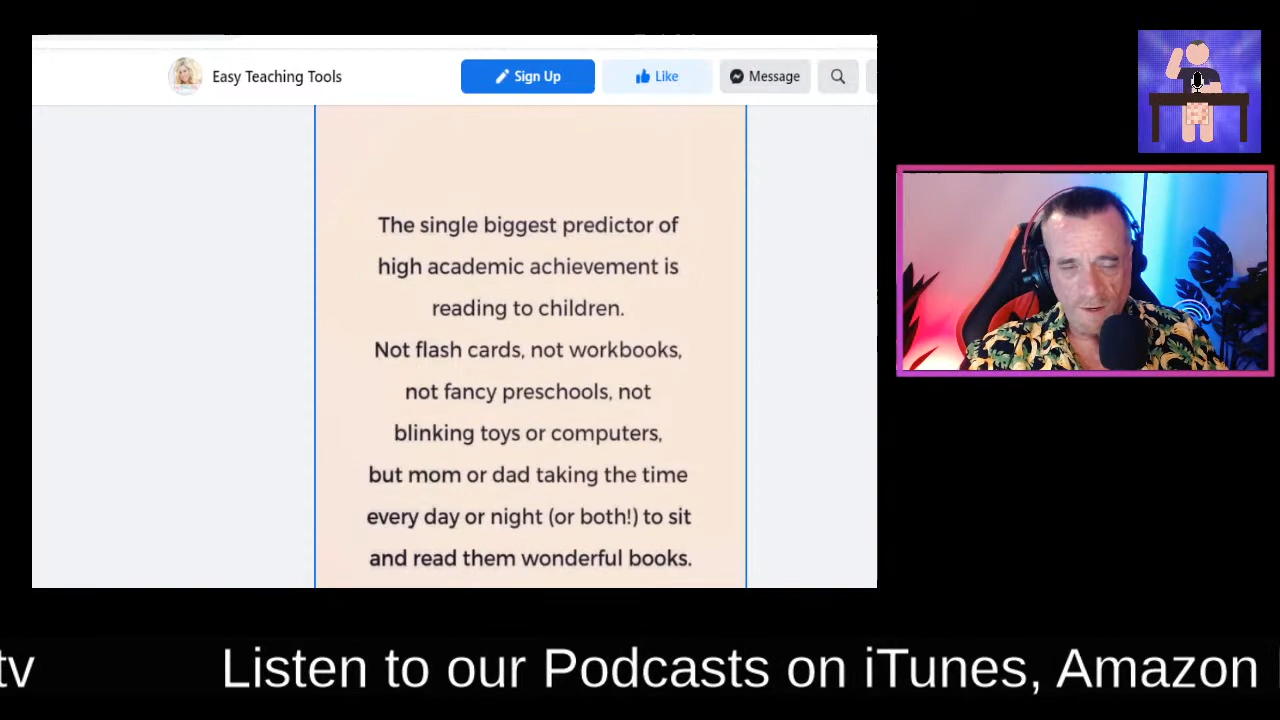 Easy Teaching Tools
Sign Up
Like
Message
The single biggest predictor of
high academic achievement is
reading to children.
Not flash cards, not workbooks,
not fancy preschools, not
blinking toys or computers,
but mom or dad taking the time
every day or night (or both!) to sit
and read them wonderful books.
tv Listen to our Podcasts on iTunes, Amazon